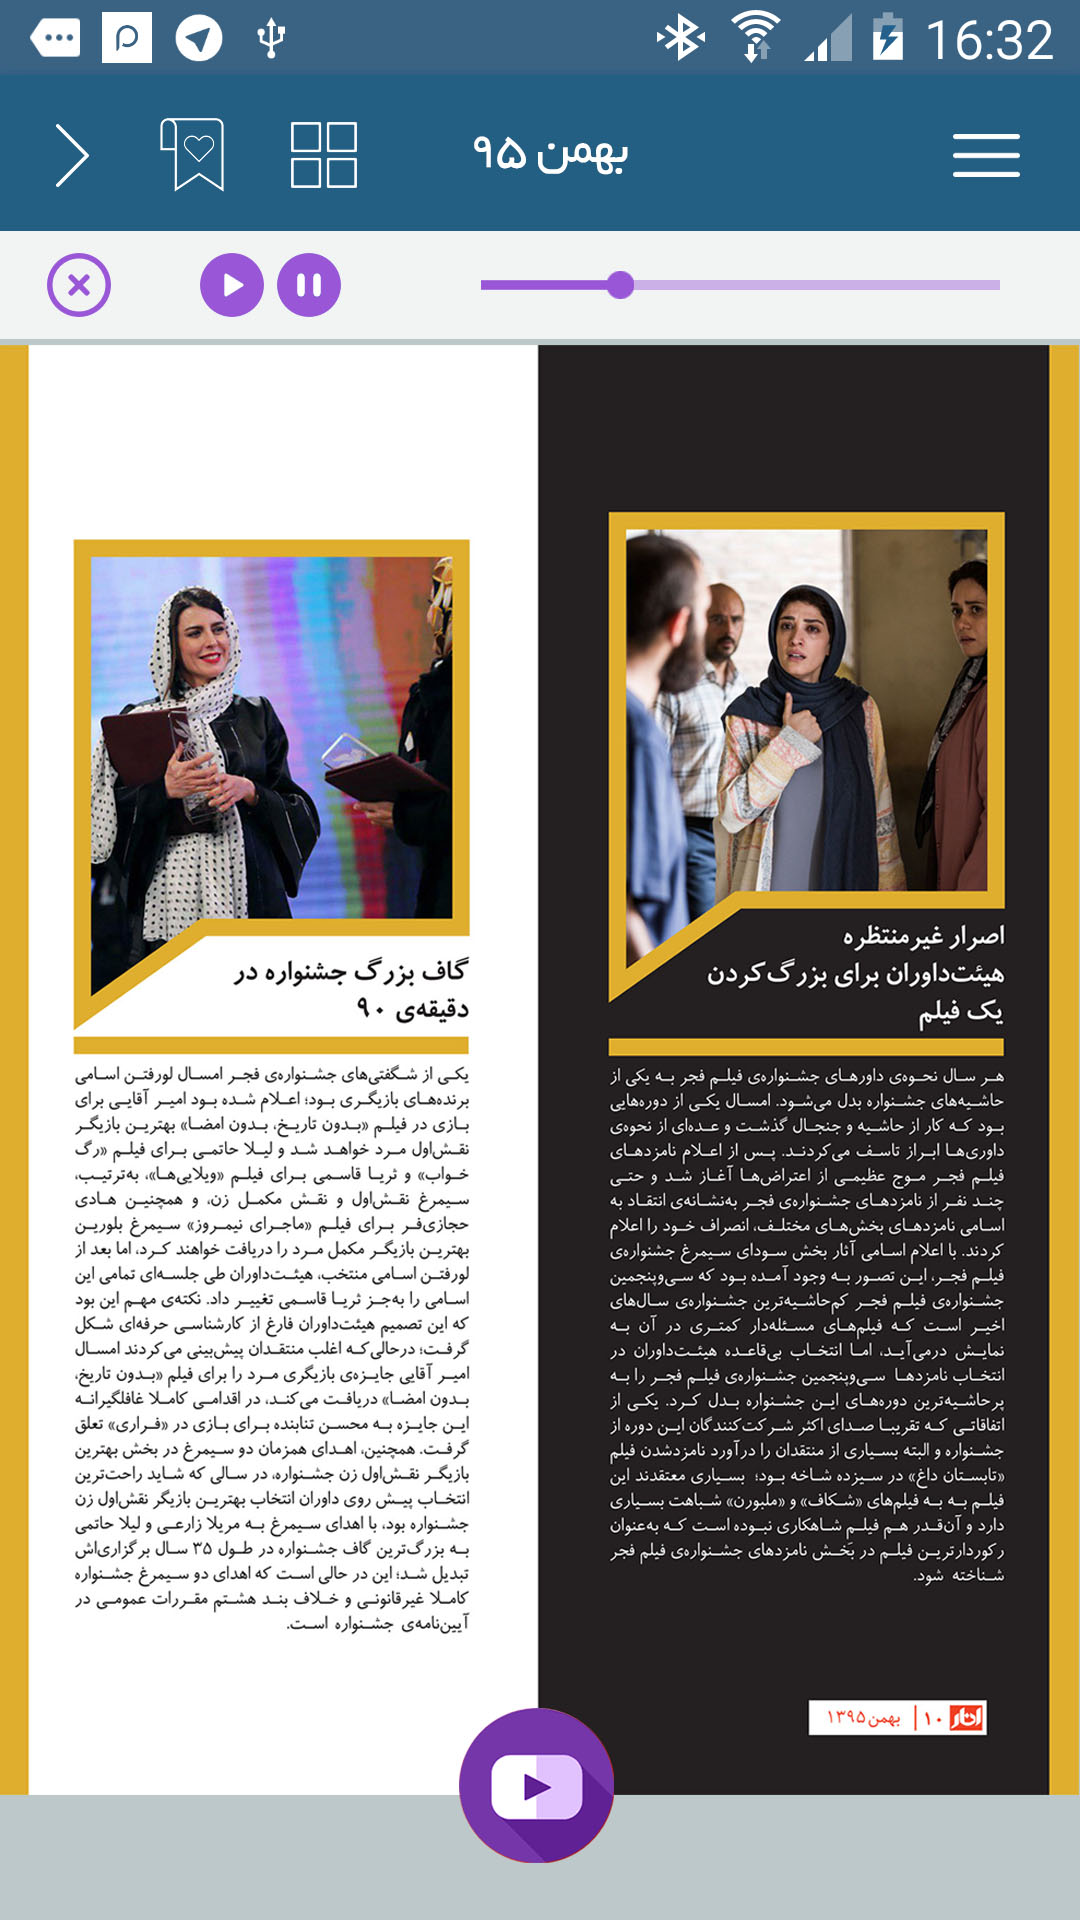 16:32
بهمن ۹۵
اصرار غیرمنتظره
هیئت‌داوران برای بزرگ‌کردن
یک فیلم
هر سال نحوه‌ی داورهای جشنواره‌ی فیلم فجر به یکی از
حاشیه‌های جشنواره بدل می‌شود. امسال یکی از دوره‌هایی
بود که کار از حاشیه و جنجال گذشت و عده‌ای از نحوه‌ی
داوری‌ها ابراز تاسف می‌کردند. پس از اعلام نامزدهای
فیلم فجر موج عظیمی از اعتراض‌ها آغاز شد و حتی
چند نفر از نامزدهای جشنواره‌ی فجر به‌نشانه‌ی انتقاد به
اسامی نامزدهای بخش‌های مختلف، انصراف خود را اعلام
کردند. با اعلام اسامی آثار بخش سودای سیمرغ جشنواره‌ی
فیلم فجر، این تصور به وجود آمده بود که سی‌وپنجمین
جشنواره‌ی فیلم فجر کم‌حاشیه‌ترین جشنواره‌ی سال‌های
اخیر است که فیلم‌های مسئله‌دار کمتری در آن به
نمایش درمی‌آید، اما انتخاب بی‌قاعده هیئت‌داوران در
انتخاب نامزدها سی‌وپنجمین جشنواره‌ی فیلم فجر را به
پرحاشیه‌ترین دوره‌های این جشنواره بدل کرد. یکی از
اتفاقاتی که تقریبا صدای اکثر شرکت‌کنندگان این دوره از
جشنواره و البته بسیاری از منتقدان را درآورد نامزدشدن فیلم
«تابستان داغ» در سیزده شاخه بود؛ بسیاری معتقدند این
فیلم به به فیلم‌های «شکاف» و «ملبورن» شباهت بسیاری
دارد و آن‌قدر هم فیلم شاهکاری نبوده است که به‌عنوان
رکوردارترین فیلم در بخش نامزدهای جشنواره‌ی فیلم فجر
شناخته شود.
۱۰ | بهمن ۱۳۹۵
گاف بزرگ جشنواره در
دقیقه‌ی ۹۰
یکی از شگفتی‌های جشنواره‌ی فجر امسال لورفتن اسامی
برنده‌های بازیگری بود؛ اعلام شده بود امیر آقایی برای
بازی در فیلم «بدون تاریخ، بدون امضا» بهترین بازیگر
نقش‌اول مرد خواهد شد و لیلا حاتمی برای فیلم «رگ
خواب» و ثریا قاسمی برای فیلم «ویلایی‌ها»، به‌ترتیب،
سیمرغ نقش‌اول و نقش مکمل زن، و همچنین هادی
حجازی‌فر برای فیلم «ماجرای نیمروز» سیمرغ بلورین
بهترین بازیگر مکمل مرد را دریافت خواهند کرد، اما بعد از
لورفتن اسامی منتخب، هیئت‌داوران طی جلسه‌ای تمامی این
اسامی را به‌جز ثریا قاسمی تغییر داد. نکته‌ی مهم این بود
که این تصمیم هیئت‌داوران فارغ از کارشناسی حرفه‌ای شکل
گرفت؛ درحالی‌که اغلب منتقدان پیش‌بینی می‌کردند امسال
امیر آقایی جایزه‌ی بازیگری مرد را برای فیلم «بدون تاریخ،
بدون امضا» دریافت می‌کند، در اقدامی کاملا غافلگیرانه
این جایزه به محسن تنابنده برای بازی در «فراری» تعلق
گرفت. همچنین، اهدای همزمان دو سیمرغ در بخش بهترین
بازیگر نقش‌اول زن جشنواره، در سالی که شاید راحت‌ترین
انتخاب پیش روی داوران انتخاب بهترین بازیگر نقش‌اول زن
جشنواره بود، با اهدای سیمرغ به مریلا زارعی و لیلا حاتمی
به بزرگ‌ترین گاف جشنواره در طول ۳۵ سال برگزاری‌اش
تبدیل شد؛ این در حالی است که اهدای دو سیمرغ جشنواره
کاملا غیرقانونی و خلاف بند هشتم مقررات عمومی در
آیین‌نامه‌ی جشنواره است.